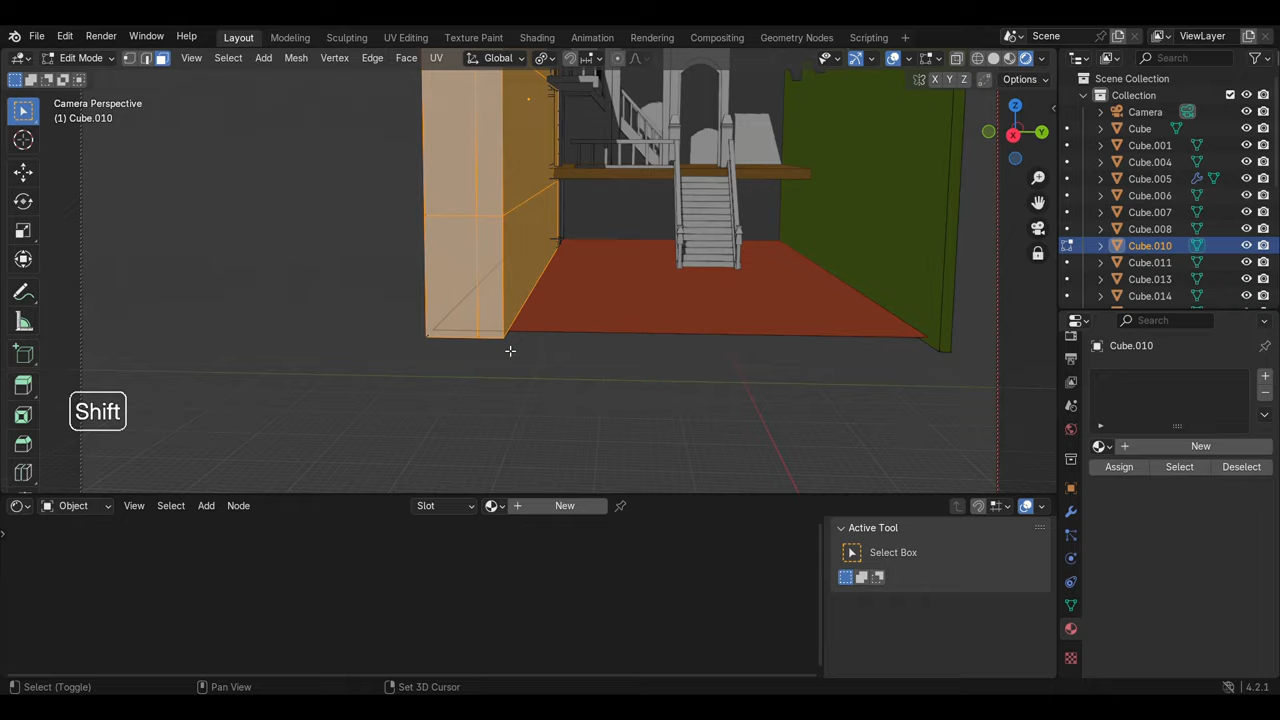 File Edit Render Window Help Layout Modeling Sculpting UV Editing Texture Paint Shading Animation Rendering Compositing Geometry Nodes Scene ViewLayer
Edit Mode View Select Add Mesh Vertex Edge Face UV Global Search
X Y Z Options Scene Collection
Collection
Camera Perspective
(1) Cube.010
Camera
Cube
Cube.001
Cube.004
Cube.005
Cube.006
Cube.007
Cube.008
Cube.010
Cube.011
Cube.013
Cube.014
Z
Y
X
Search
Cube.010
Shift
New
Assign Select Deselect
Object View Select Add Node Slot New
Active Tool
Select Box
Select (Toggle) Pan View Set 3D Cursor 4.2.1